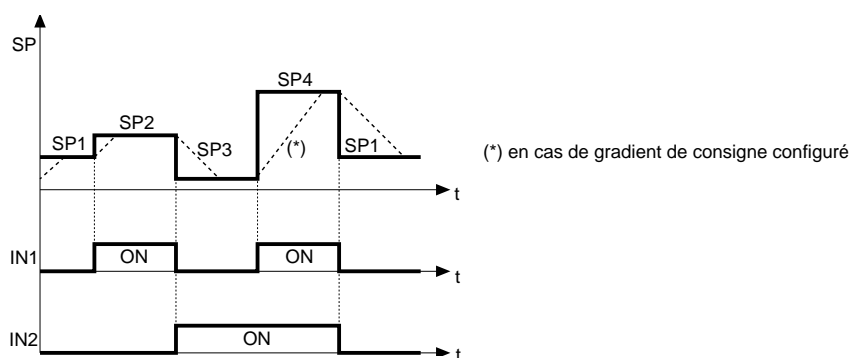 SP
SP4
SP2
SP1
SP3
(*)
SP1
(*) en cas de gradient de consigne configuré
t
IN1
ON
ON
t
IN2
ON
t